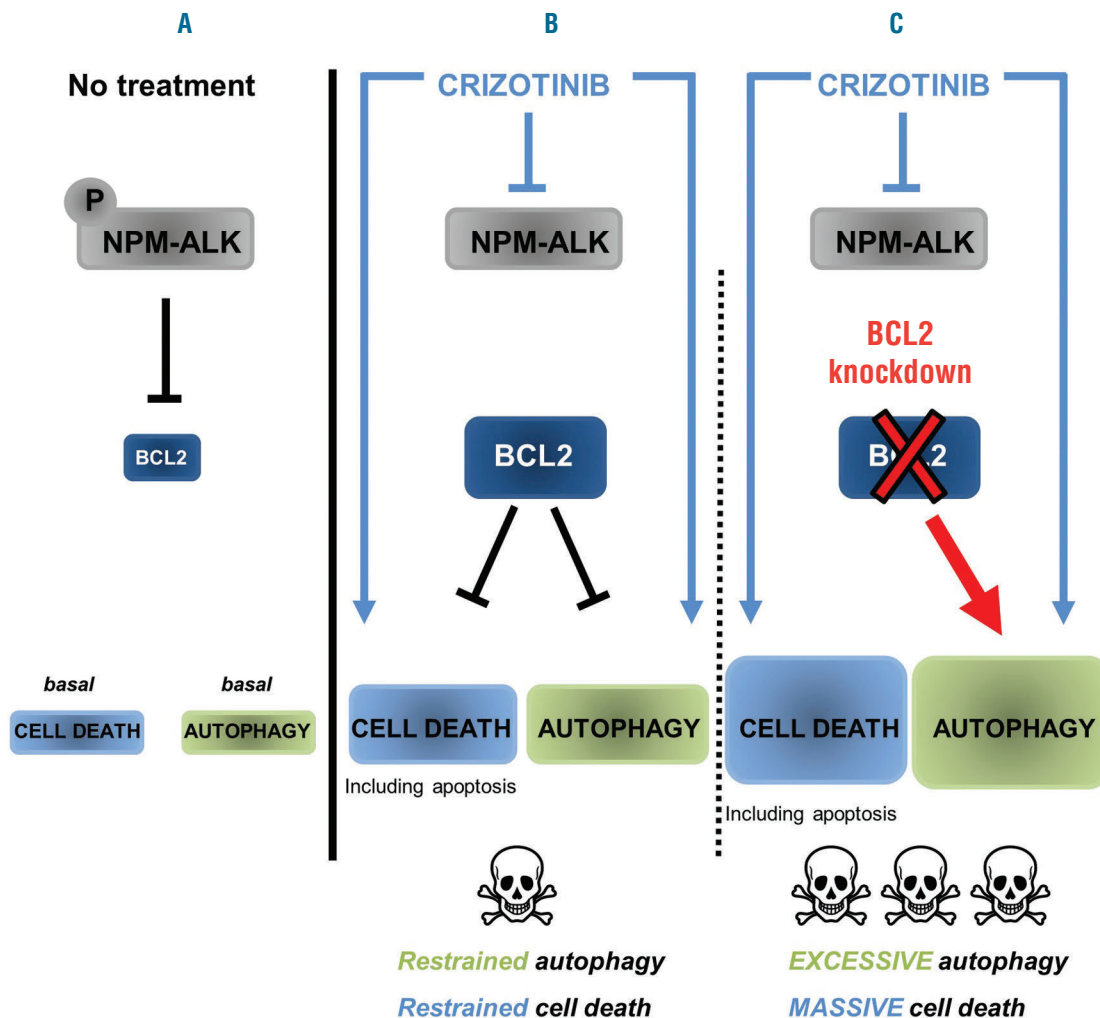 A
No treatment
P
NPM-ALK
BCL2
basal
basal
CELL DEATH
AUTOPHAGY
B
CRIZOTINIB
NPM-ALK
BCL2
CELL DEATH
AUTOPHAGY
Including apoptosis
Restrained autophagy
Restrained cell death
C
CRIZOTINIB
NPM-ALK
BCL2
knockdown
BCL2
CELL DEATH
AUTOPHAGY
Including apoptosis
EXCESSIVE autophagy
MASSIVE cell death